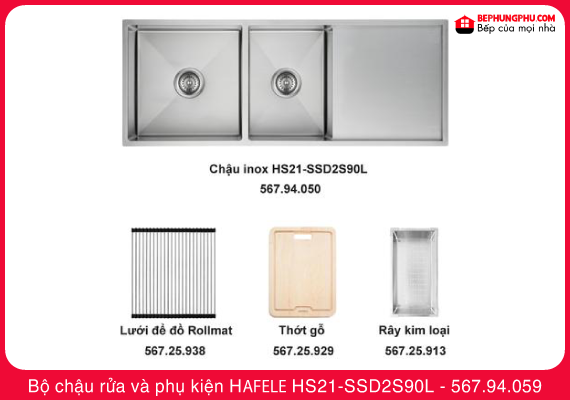 BEPHUNGPHU.COM
Bếp của mọi nhà
Chậu inox HS21-SSD2S90L
567.94.050
Lưới để đồ Rollmat
567.25.938
Thớt gỗ
567.25.929
Rây kim loại
567.25.913
Bộ chậu rửa và phụ kiện HAFELE HS21-SSD2S90L - 567.94.059